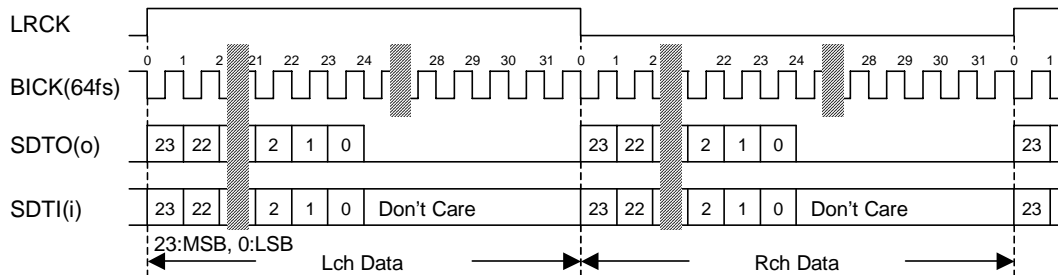 LRCK
0 1 2 21 22 23 24 28 29 30 31 0 1 2 22 23 24 28 29 30 31 0 1
BICK(64fs)
SDTO(o) 23 22 2 1 0 23 22 2 1 0 23
SDTI(i) 23 22 2 1 0 Don't Care 23 22 2 1 0 Don't Care 23
23:MSB, 0:LSB
Lch Data Rch Data